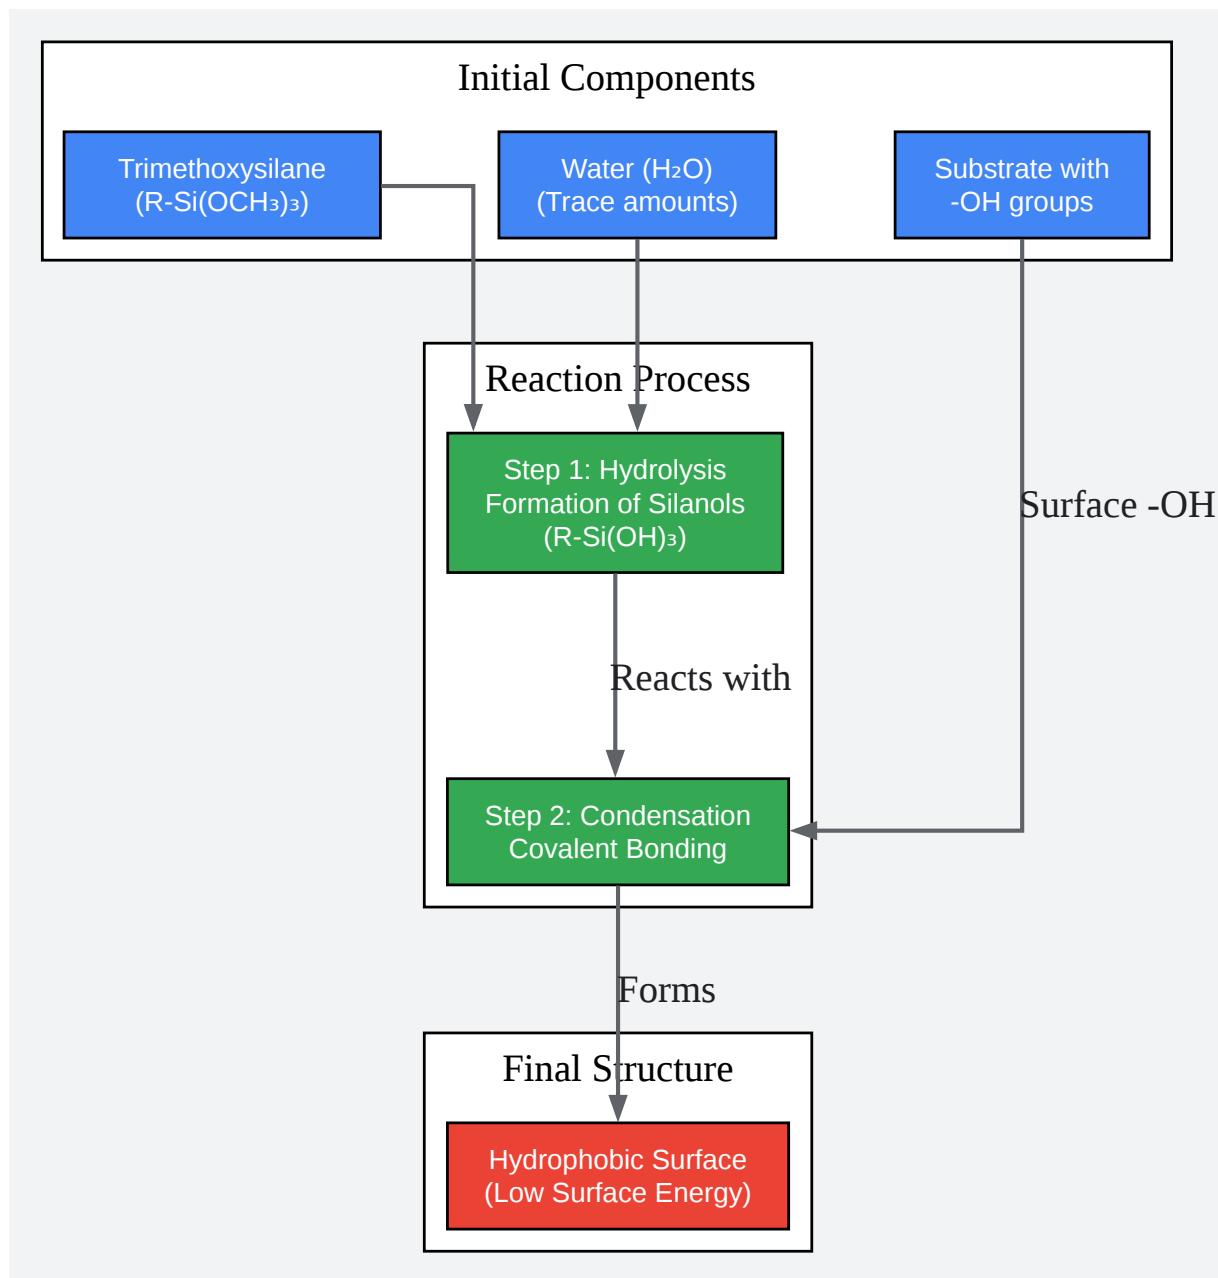 Initial Components
Trimethoxysilane
(R-Si(OCH₃)₃)
Water (H₂O)
(Trace amounts)
Substrate with
-OH groups
Reaction Process
Step 1: Hydrolysis
Formation of Silanols
(R-Si(OH)₃)
Surface -OH
Reacts with
Step 2: Condensation
Covalent Bonding
Forms
Final Structure
Hydrophobic Surface
(Low Surface Energy)